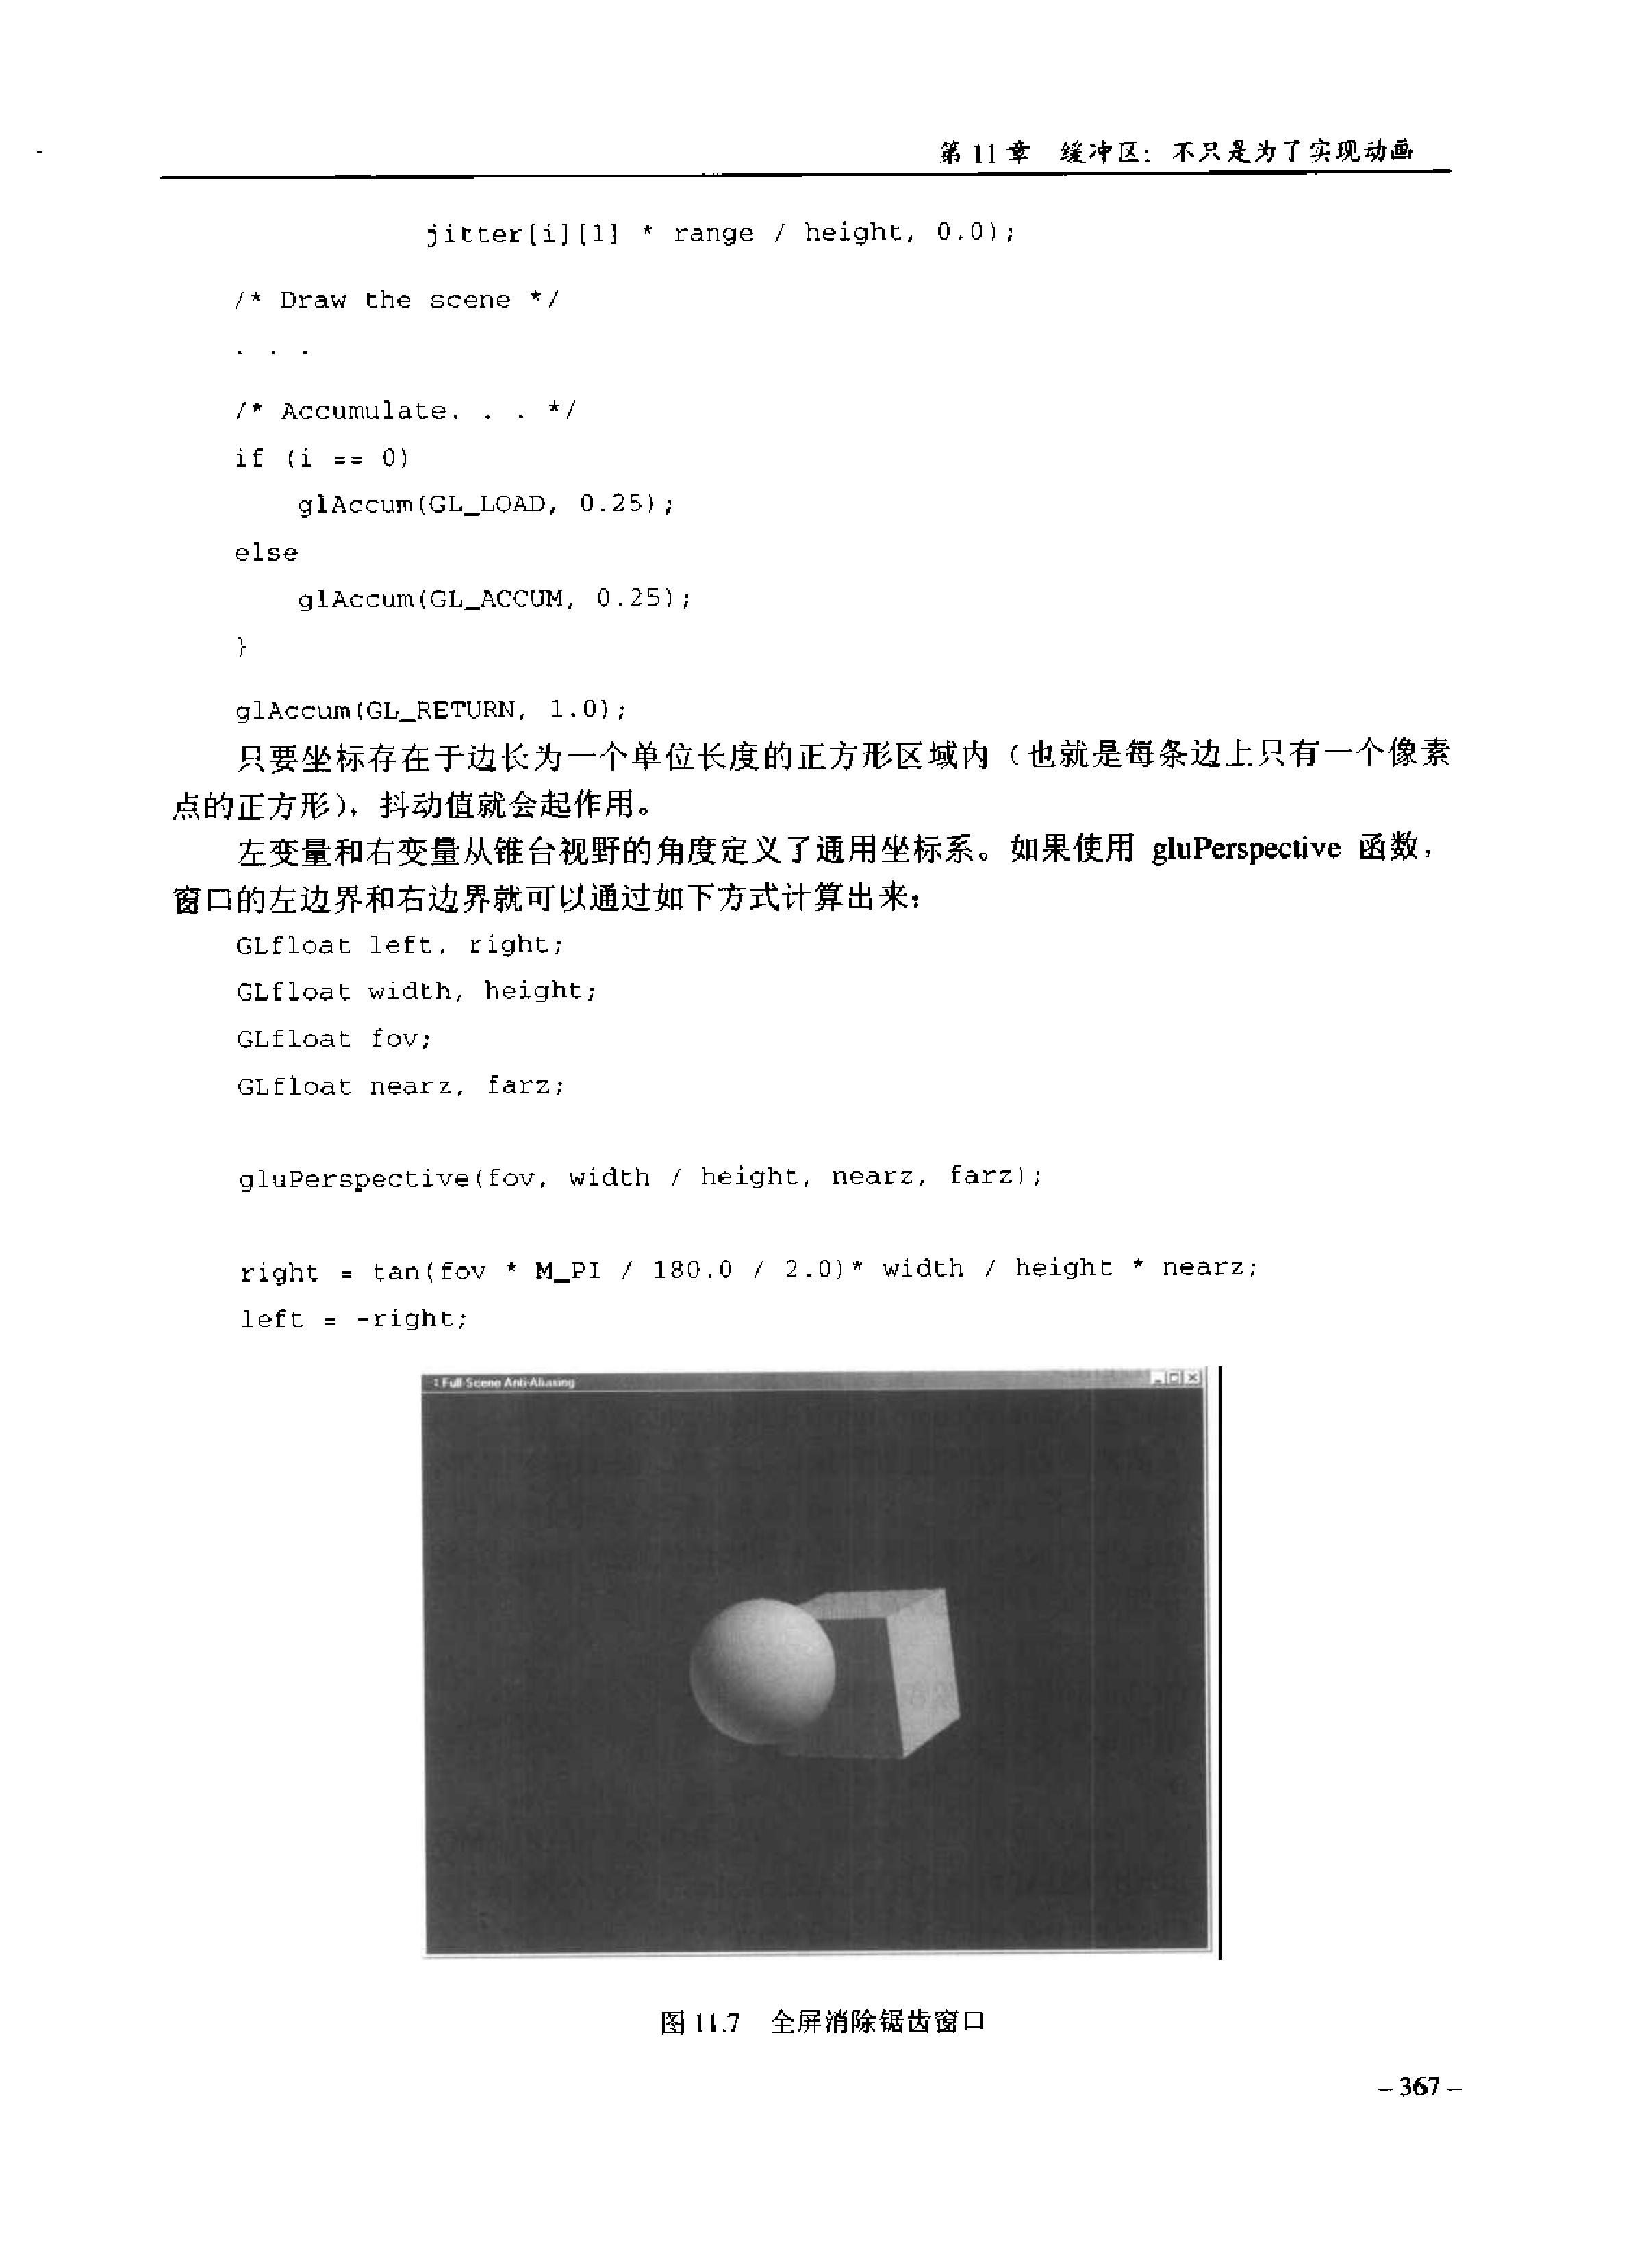 第 11 章 缓冲区：不只是为了实现动画
jitter[i][1] * range / height, 0.0);
/* Draw the scene */
. . .
/* Accumulate. . . */
if (i == 0)
glAccum(GL_LOAD, 0.25);
else
glAccum(GL_ACCUM, 0.25);
}
glAccum(GL_RETURN, 1.0);
只要坐标存在于边长为一个单位长度的正方形区域内（也就是每条边上只有一个像素
点的正方形），抖动值就会起作用。
左变量和右变量从锥台视野的角度定义了通用坐标系。如果使用 gluPerspective 函数，
窗口的左边界和右边界就可以通过如下方式计算出来：
GLfloat left, right;
GLfloat width, height;
GLfloat fov;
GLfloat nearz, farz;
gluPerspective(fov, width / height, nearz, farz);
right = tan(fov * M_PI / 180.0 / 2.0)* width / height * nearz;
left = -right;
Full Scene Anti-Aliasing
图 11.7 全屏消除锯齿窗口
– 367 –